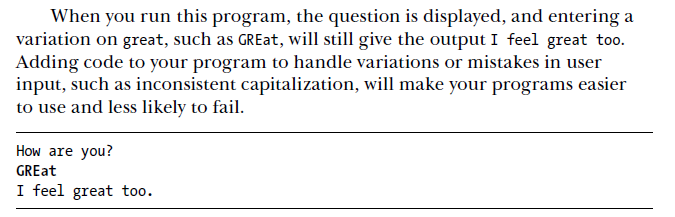 When you run this program, the question is displayed, and entering a
variation on great, such as GREat, will still give the output I feel great too.
Adding code to your program to handle variations or mistakes in user
input, such as inconsistent capitalization, will make your programs easier
to use and less likely to fail.
How are you?
GREat
I feel great too.